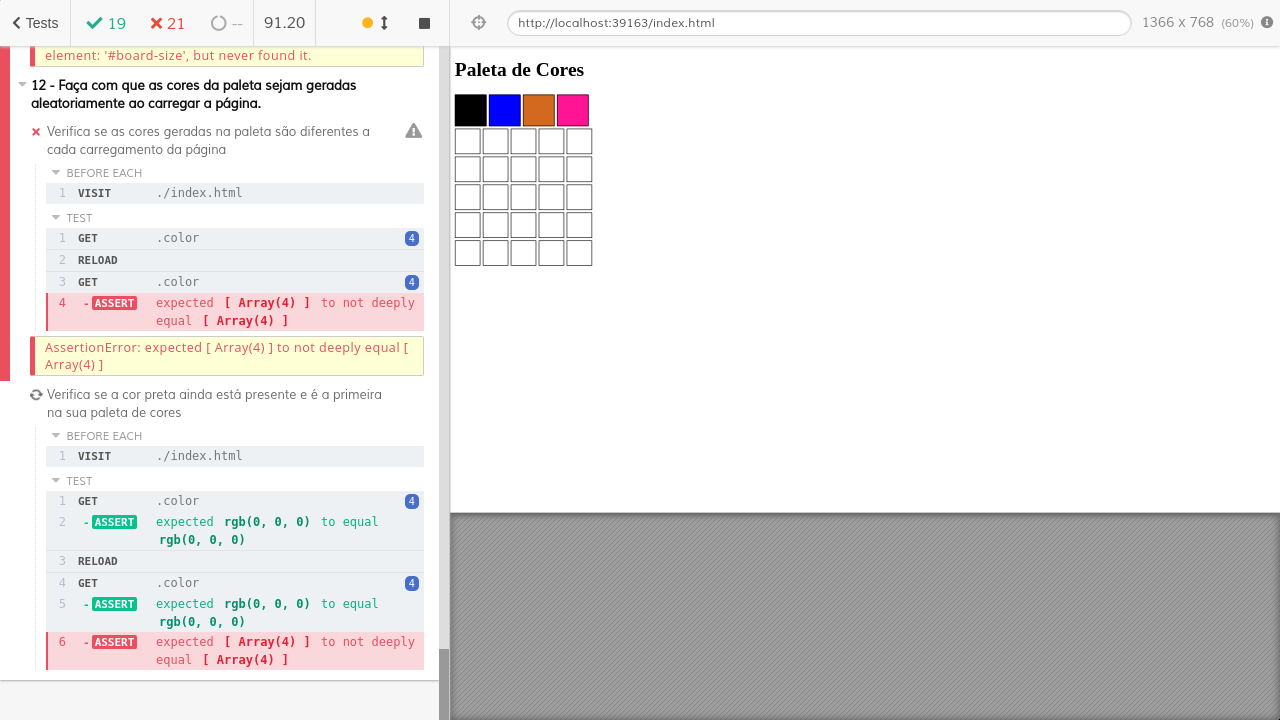 Tests
19
21
--
91.20
http://localhost:39163/index.html
1366 x 768 (60%)
element: '#board-size', but never found it.
12 - Faça com que as cores da paleta sejam geradas
aleatoriamente ao carregar a página.
Verifica se as cores geradas na paleta são diferentes a
cada carregamento da página
BEFORE EACH
1 VISIT ./index.html
TEST
1 GET .color 4
2 RELOAD
3 GET .color 4
4 -ASSERT expected [ Array(4) ] to not deeply
equal [ Array(4) ]
AssertionError: expected [ Array(4) ] to not deeply equal [
Array(4) ]
Verifica se a cor preta ainda está presente e é a primeira
na sua paleta de cores
BEFORE EACH
1 VISIT ./index.html
TEST
1 GET .color 4
2 -ASSERT expected rgb(0, 0, 0) to equal
rgb(0, 0, 0)
3 RELOAD
4 GET .color 4
5 -ASSERT expected rgb(0, 0, 0) to equal
rgb(0, 0, 0)
6 -ASSERT expected [ Array(4) ] to not deeply
equal [ Array(4) ]
Paleta de Cores